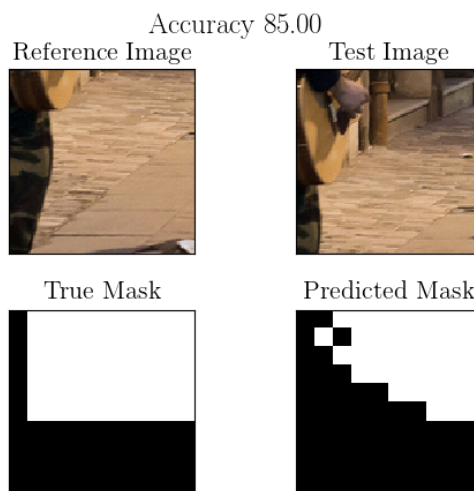 Accuracy 85.00
Reference Image
Test Image
True Mask
Predicted Mask